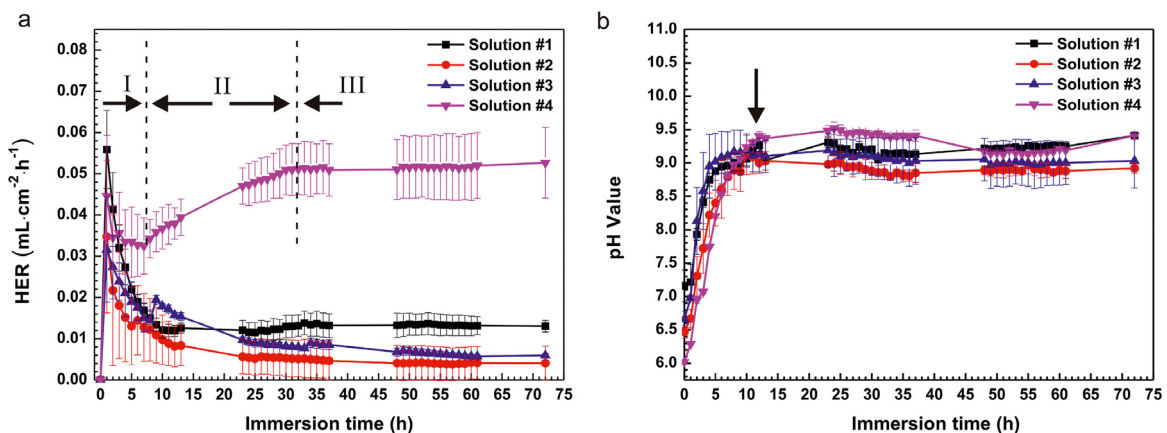 a
HER (mL·cm⁻²·h⁻¹)
0.08
0.07
0.06
0.05
0.04
0.03
0.02
0.01
0.00
I
II
III
Solution #1
Solution #2
Solution #3
Solution #4
0 5 10 15 20 25 30 35 40 45 50 55 60 65 70 75
Immersion time (h)
b
pH Value
11.0
10.5
10.0
9.5
9.0
8.5
8.0
7.5
7.0
6.5
6.0
Solution #1
Solution #2
Solution #3
Solution #4
0 5 10 15 20 25 30 35 40 45 50 55 60 65 70 75
Immersion time (h)